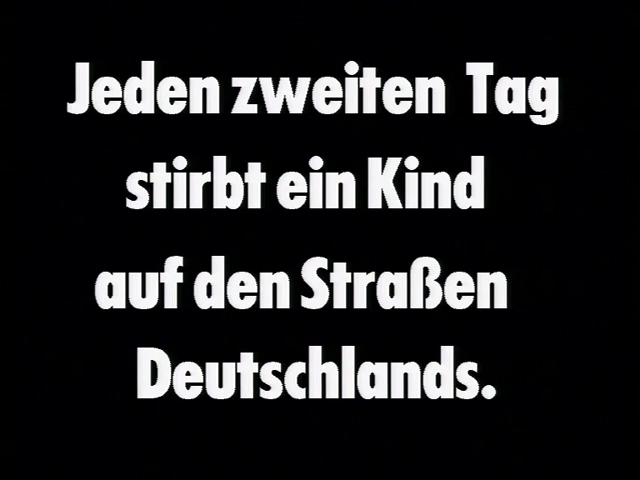 Jeden zweiten Tag
stirbt ein Kind
auf den Straßen
Deutschlands.